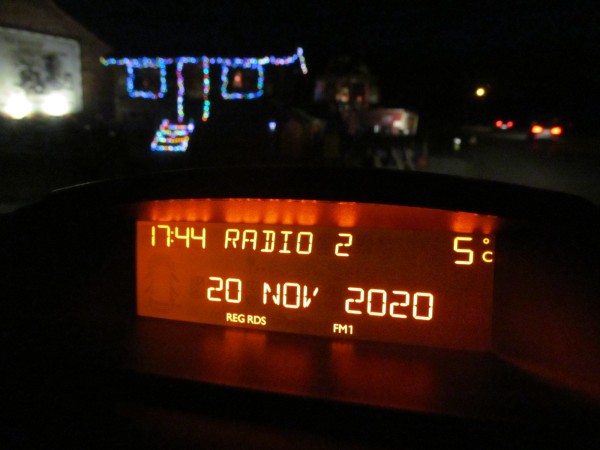 17:44 RADIO 2 5°C
20 NOV 2020
REG RDS FM1